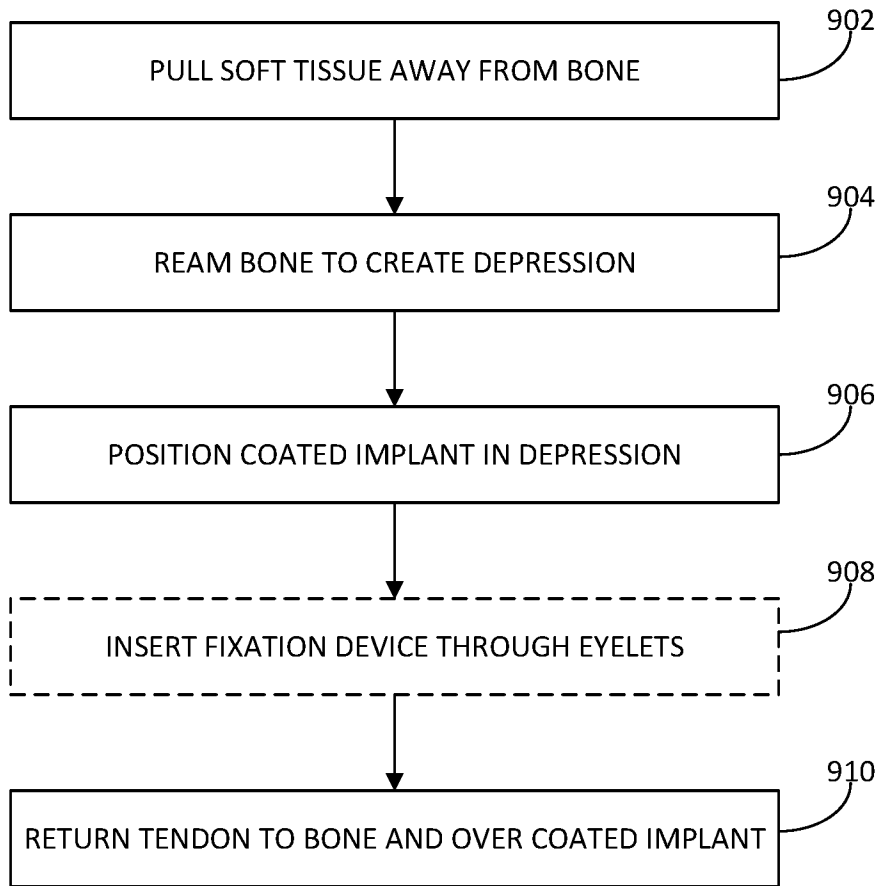 902
PULL SOFT TISSUE AWAY FROM BONE
904
REAM BONE TO CREATE DEPRESSION
906
POSITION COATED IMPLANT IN DEPRESSION
908
INSERT FIXATION DEVICE THROUGH EYELETS
910
RETURN TENDON TO BONE AND OVER COATED IMPLANT